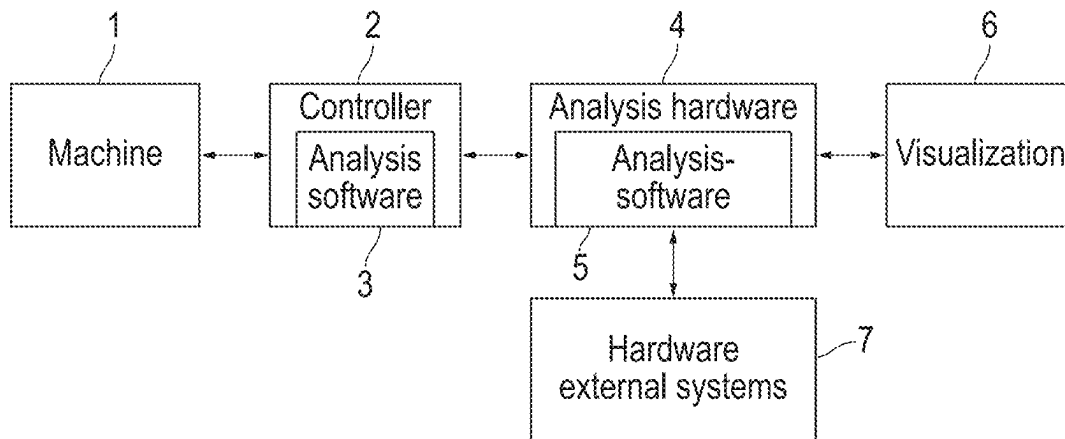 1
2
4
6
Machine
Controller
Analysis
software
Analysis hardware
Analysis-
software
Visualization
3
5
Hardware
external systems
7